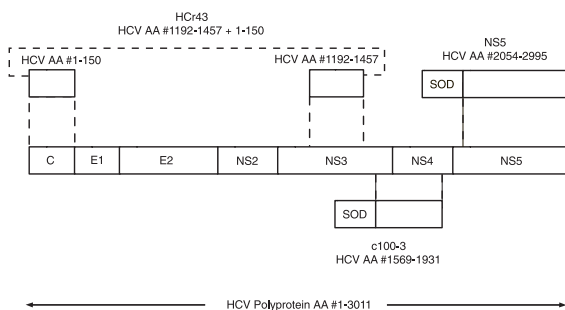 HCr43
HCV AA #1192-1457 + 1-150
HCV AA #1-150
HCV AA #1192-1457
NS5
HCV AA #2054-2995
SOD
C E1 E2 NS2 NS3 NS4 NS5
SOD
c100-3
HCV AA #1569-1931
HCV Polyprotein AA #1-3011